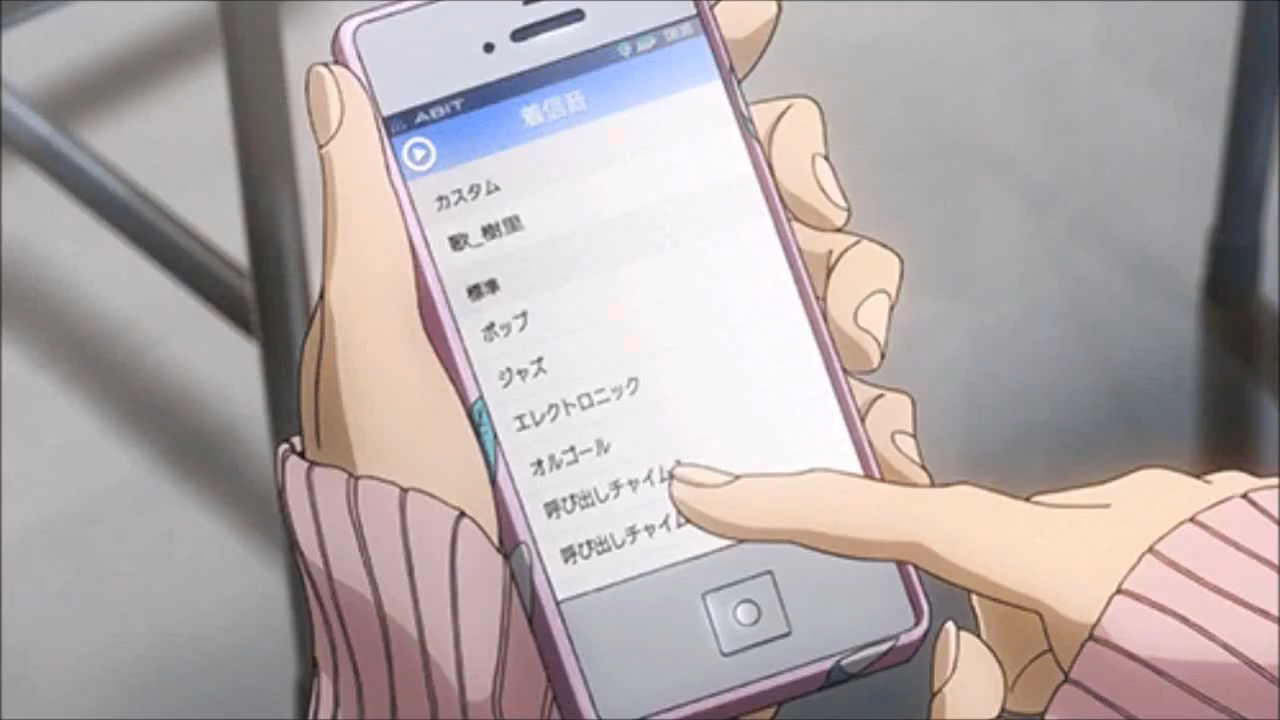 ABIT
着信音
カスタム
歌_樹里
標準
ポップ
ジャズ
エレクトロニック
オルゴール
呼び出しチャイム
呼び出しチャイム